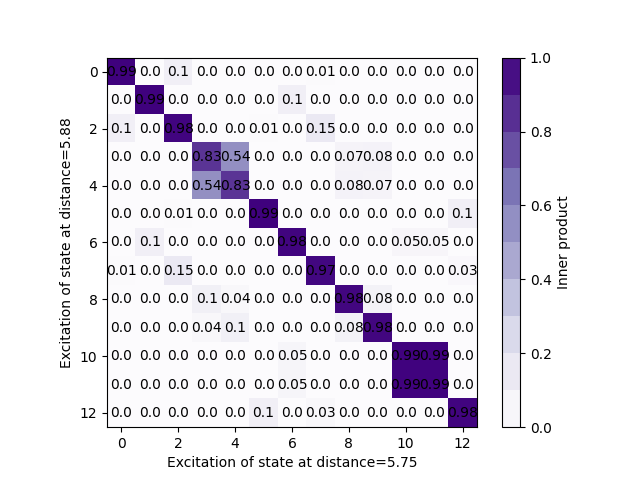 0 0.99 0.0 0.1 0.0 0.0 0.0 0.0 0.01 0.0 0.0 0.0 0.0 0.0
0.0 0.99 0.0 0.0 0.0 0.0 0.1 0.0 0.0 0.0 0.0 0.0 0.0
2 0.1 0.0 0.98 0.0 0.0 0.01 0.0 0.15 0.0 0.0 0.0 0.0 0.0
0.0 0.0 0.0 0.83 0.54 0.0 0.0 0.0 0.07 0.08 0.0 0.0 0.0
4 0.0 0.0 0.0 0.54 0.83 0.0 0.0 0.0 0.08 0.07 0.0 0.0 0.0
0.0 0.0 0.01 0.0 0.0 0.99 0.0 0.0 0.0 0.0 0.0 0.0 0.1
6 0.0 0.1 0.0 0.0 0.0 0.0 0.98 0.0 0.0 0.0 0.05 0.05 0.0
0.01 0.0 0.15 0.0 0.0 0.0 0.0 0.97 0.0 0.0 0.0 0.0 0.03
8 0.0 0.0 0.0 0.1 0.04 0.0 0.0 0.0 0.98 0.08 0.0 0.0 0.0
0.0 0.0 0.0 0.04 0.1 0.0 0.0 0.0 0.08 0.98 0.0 0.0 0.0
10 0.0 0.0 0.0 0.0 0.0 0.0 0.05 0.0 0.0 0.0 0.99 0.99 0.0
0.0 0.0 0.0 0.0 0.0 0.0 0.05 0.0 0.0 0.0 0.99 0.99 0.0
12 0.0 0.0 0.0 0.0 0.0 0.1 0.0 0.03 0.0 0.0 0.0 0.0 0.98
0 2 4 6 8 10 12
Excitation of state at distance=5.75
Excitation of state at distance=5.88
1.0
0.8
0.6
0.4
0.2
0.0
Inner product